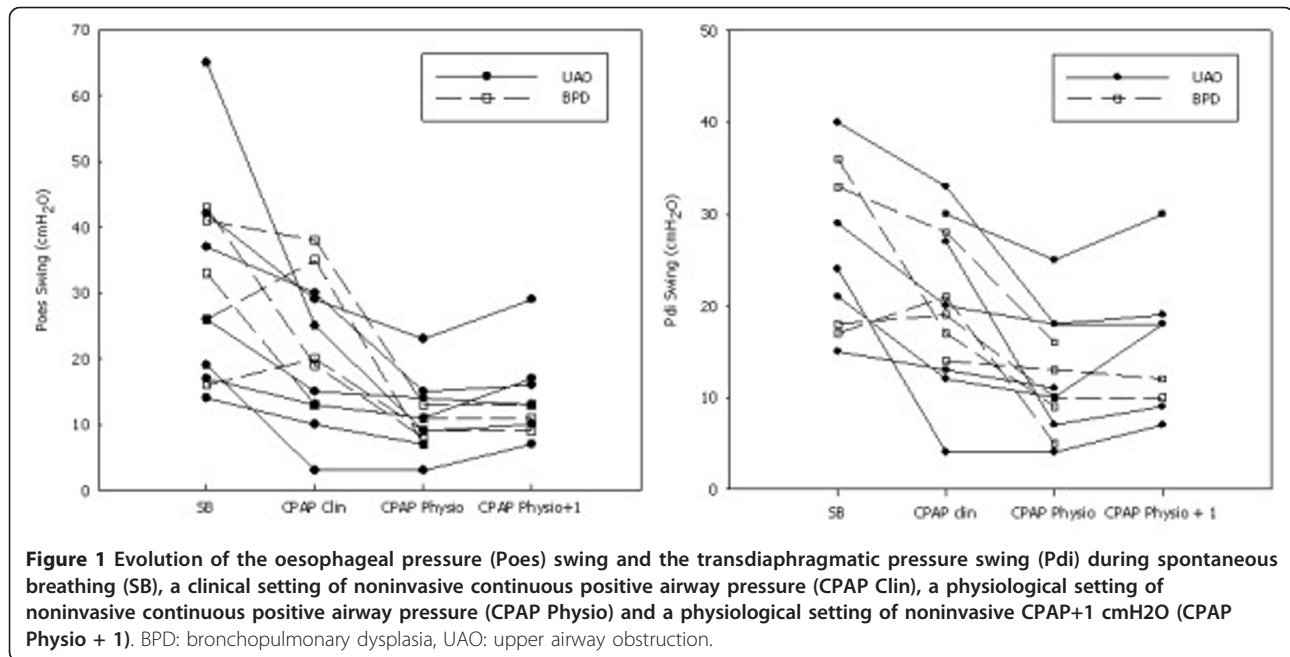 70
60
50
40
30
20
10
0
Poes Swing (cmH₂O)
SB
CPAP Clin
CPAP Physio
CPAP Physio+1
UAO
BPD
50
40
30
20
10
0
Pdi Swing (cmH₂O)
SB
CPAP clin
CPAP Physio
CPAP Physio + 1
UAO
BPD
Figure 1 Evolution of the oesophageal pressure (Poes) swing and the transdiaphragmatic pressure swing (Pdi) during spontaneous
breathing (SB), a clinical setting of noninvasive continuous positive airway pressure (CPAP Clin), a physiological setting of
noninvasive continuous positive airway pressure (CPAP Physio) and a physiological setting of noninvasive CPAP+1 cmH2O (CPAP
Physio + 1). BPD: bronchopulmonary dysplasia, UAO: upper airway obstruction.